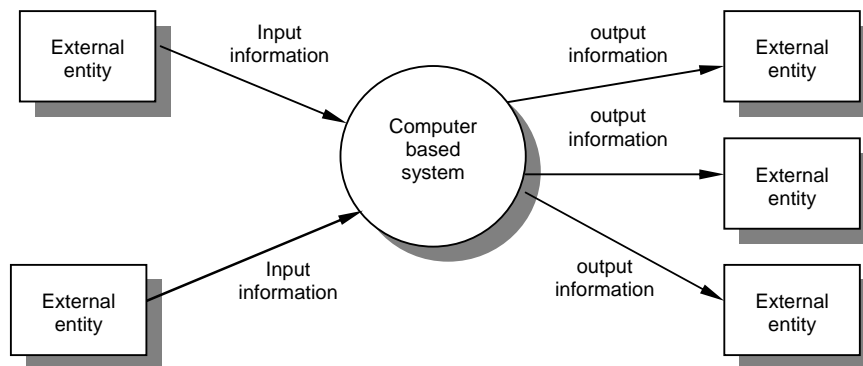 External
entity
Input
information
output
information
External
entity
Computer
based
system
output
information
External
entity
External
entity
Input
information
output
information
External
entity